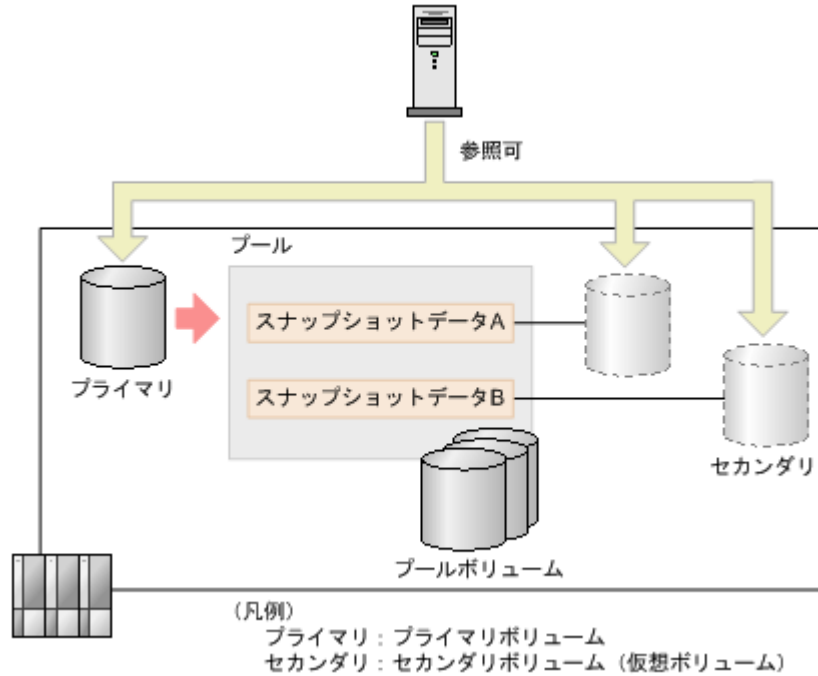 参照可
プール
スナップショットデータA
プライマリ
スナップショットデータB
セカンダリ
プールボリューム
(凡例)
プライマリ：プライマリボリューム
セカンダリ：セカンダリボリューム（仮想ボリューム）